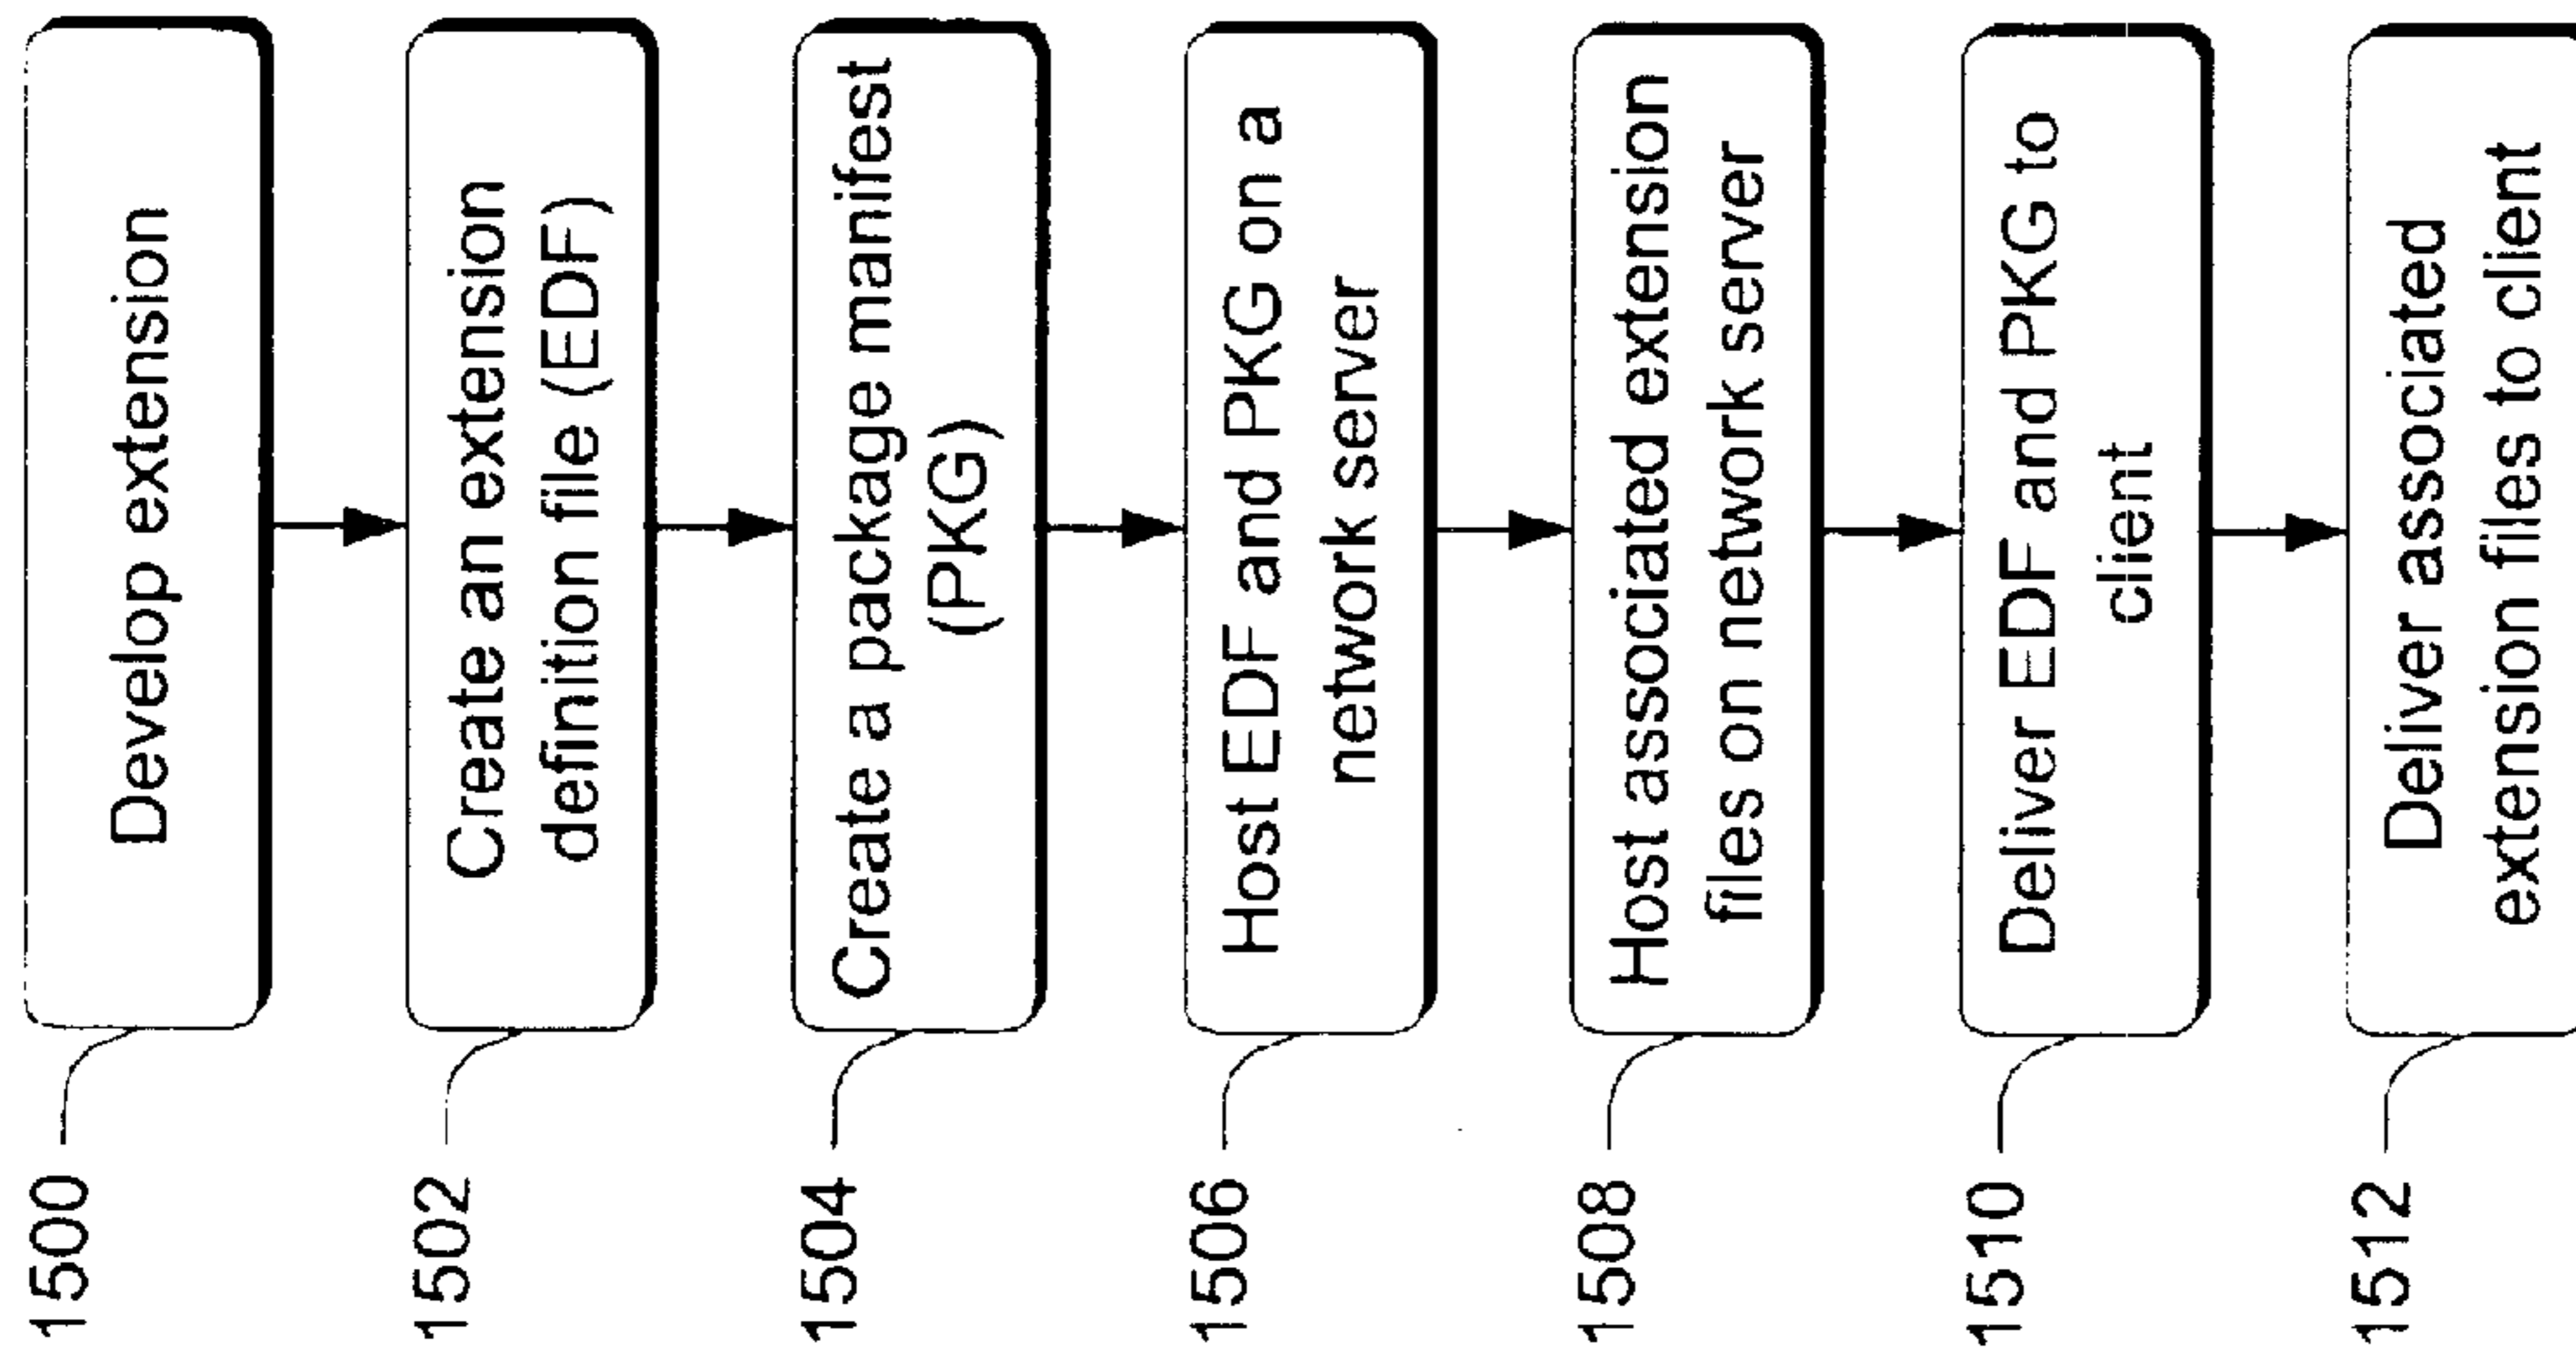 1500
Develop extension
1502
Create an extension
definition file (EDF)
1504
Create a package manifest
(PKG)
1506
Host EDF and PKG on a
network server
1508
Host associated extension
files on network server
1510
Deliver EDF and PKG to
client
1512
Deliver associated
extension files to client